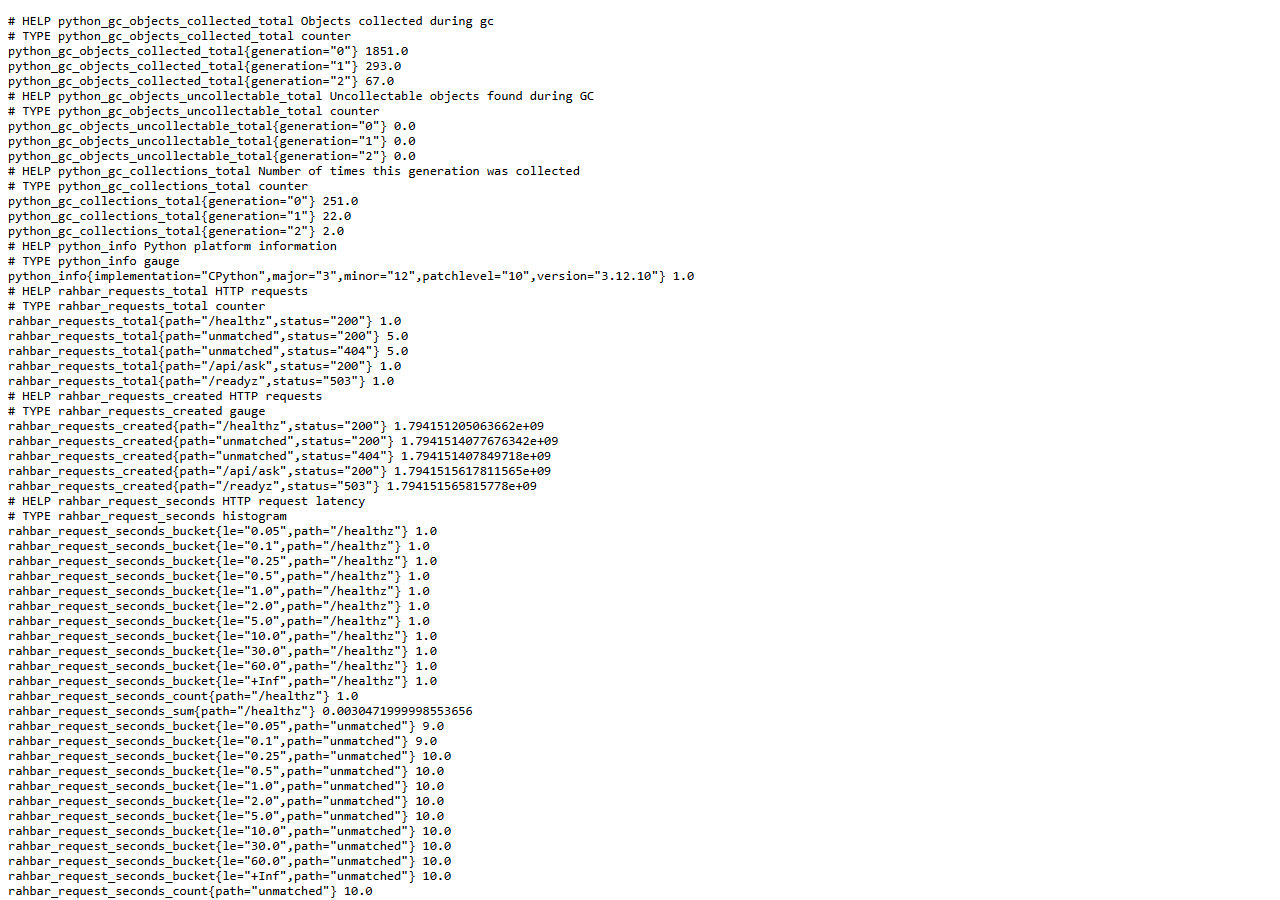 # HELP python_gc_objects_collected_total Objects collected during gc
# TYPE python_gc_objects_collected_total counter
python_gc_objects_collected_total{generation="0"} 1851.0
python_gc_objects_collected_total{generation="1"} 293.0
python_gc_objects_collected_total{generation="2"} 67.0
# HELP python_gc_objects_uncollectable_total Uncollectable objects found during GC
# TYPE python_gc_objects_uncollectable_total counter
python_gc_objects_uncollectable_total{generation="0"} 0.0
python_gc_objects_uncollectable_total{generation="1"} 0.0
python_gc_objects_uncollectable_total{generation="2"} 0.0
# HELP python_gc_collections_total Number of times this generation was collected
# TYPE python_gc_collections_total counter
python_gc_collections_total{generation="0"} 251.0
python_gc_collections_total{generation="1"} 22.0
python_gc_collections_total{generation="2"} 2.0
# HELP python_info Python platform information
# TYPE python_info gauge
python_info{implementation="CPython",major="3",minor="12",patchlevel="10",version="3.12.10"} 1.0
# HELP rahbar_requests_total HTTP requests
# TYPE rahbar_requests_total counter
rahbar_requests_total{path="/healthz",status="200"} 1.0
rahbar_requests_total{path="unmatched",status="200"} 5.0
rahbar_requests_total{path="unmatched",status="404"} 5.0
rahbar_requests_total{path="/api/ask",status="200"} 1.0
rahbar_requests_total{path="/readyz",status="503"} 1.0
# HELP rahbar_requests_created HTTP requests
# TYPE rahbar_requests_created gauge
rahbar_requests_created{path="/healthz",status="200"} 1.794151205063662e+09
rahbar_requests_created{path="unmatched",status="200"} 1.7941514077676342e+09
rahbar_requests_created{path="unmatched",status="404"} 1.794151407849718e+09
rahbar_requests_created{path="/api/ask",status="200"} 1.7941515617811565e+09
rahbar_requests_created{path="/readyz",status="503"} 1.794151565815778e+09
# HELP rahbar_request_seconds HTTP request latency
# TYPE rahbar_request_seconds histogram
rahbar_request_seconds_bucket{le="0.05",path="/healthz"} 1.0
rahbar_request_seconds_bucket{le="0.1",path="/healthz"} 1.0
rahbar_request_seconds_bucket{le="0.25",path="/healthz"} 1.0
rahbar_request_seconds_bucket{le="0.5",path="/healthz"} 1.0
rahbar_request_seconds_bucket{le="1.0",path="/healthz"} 1.0
rahbar_request_seconds_bucket{le="2.0",path="/healthz"} 1.0
rahbar_request_seconds_bucket{le="5.0",path="/healthz"} 1.0
rahbar_request_seconds_bucket{le="10.0",path="/healthz"} 1.0
rahbar_request_seconds_bucket{le="30.0",path="/healthz"} 1.0
rahbar_request_seconds_bucket{le="60.0",path="/healthz"} 1.0
rahbar_request_seconds_bucket{le="+Inf",path="/healthz"} 1.0
rahbar_request_seconds_count{path="/healthz"} 1.0
rahbar_request_seconds_sum{path="/healthz"} 0.0030471999998553656
rahbar_request_seconds_bucket{le="0.05",path="unmatched"} 9.0
rahbar_request_seconds_bucket{le="0.1",path="unmatched"} 9.0
rahbar_request_seconds_bucket{le="0.25",path="unmatched"} 10.0
rahbar_request_seconds_bucket{le="0.5",path="unmatched"} 10.0
rahbar_request_seconds_bucket{le="1.0",path="unmatched"} 10.0
rahbar_request_seconds_bucket{le="2.0",path="unmatched"} 10.0
rahbar_request_seconds_bucket{le="5.0",path="unmatched"} 10.0
rahbar_request_seconds_bucket{le="10.0",path="unmatched"} 10.0
rahbar_request_seconds_bucket{le="30.0",path="unmatched"} 10.0
rahbar_request_seconds_bucket{le="60.0",path="unmatched"} 10.0
rahbar_request_seconds_bucket{le="+Inf",path="unmatched"} 10.0
rahbar_request_seconds_count{path="unmatched"} 10.0